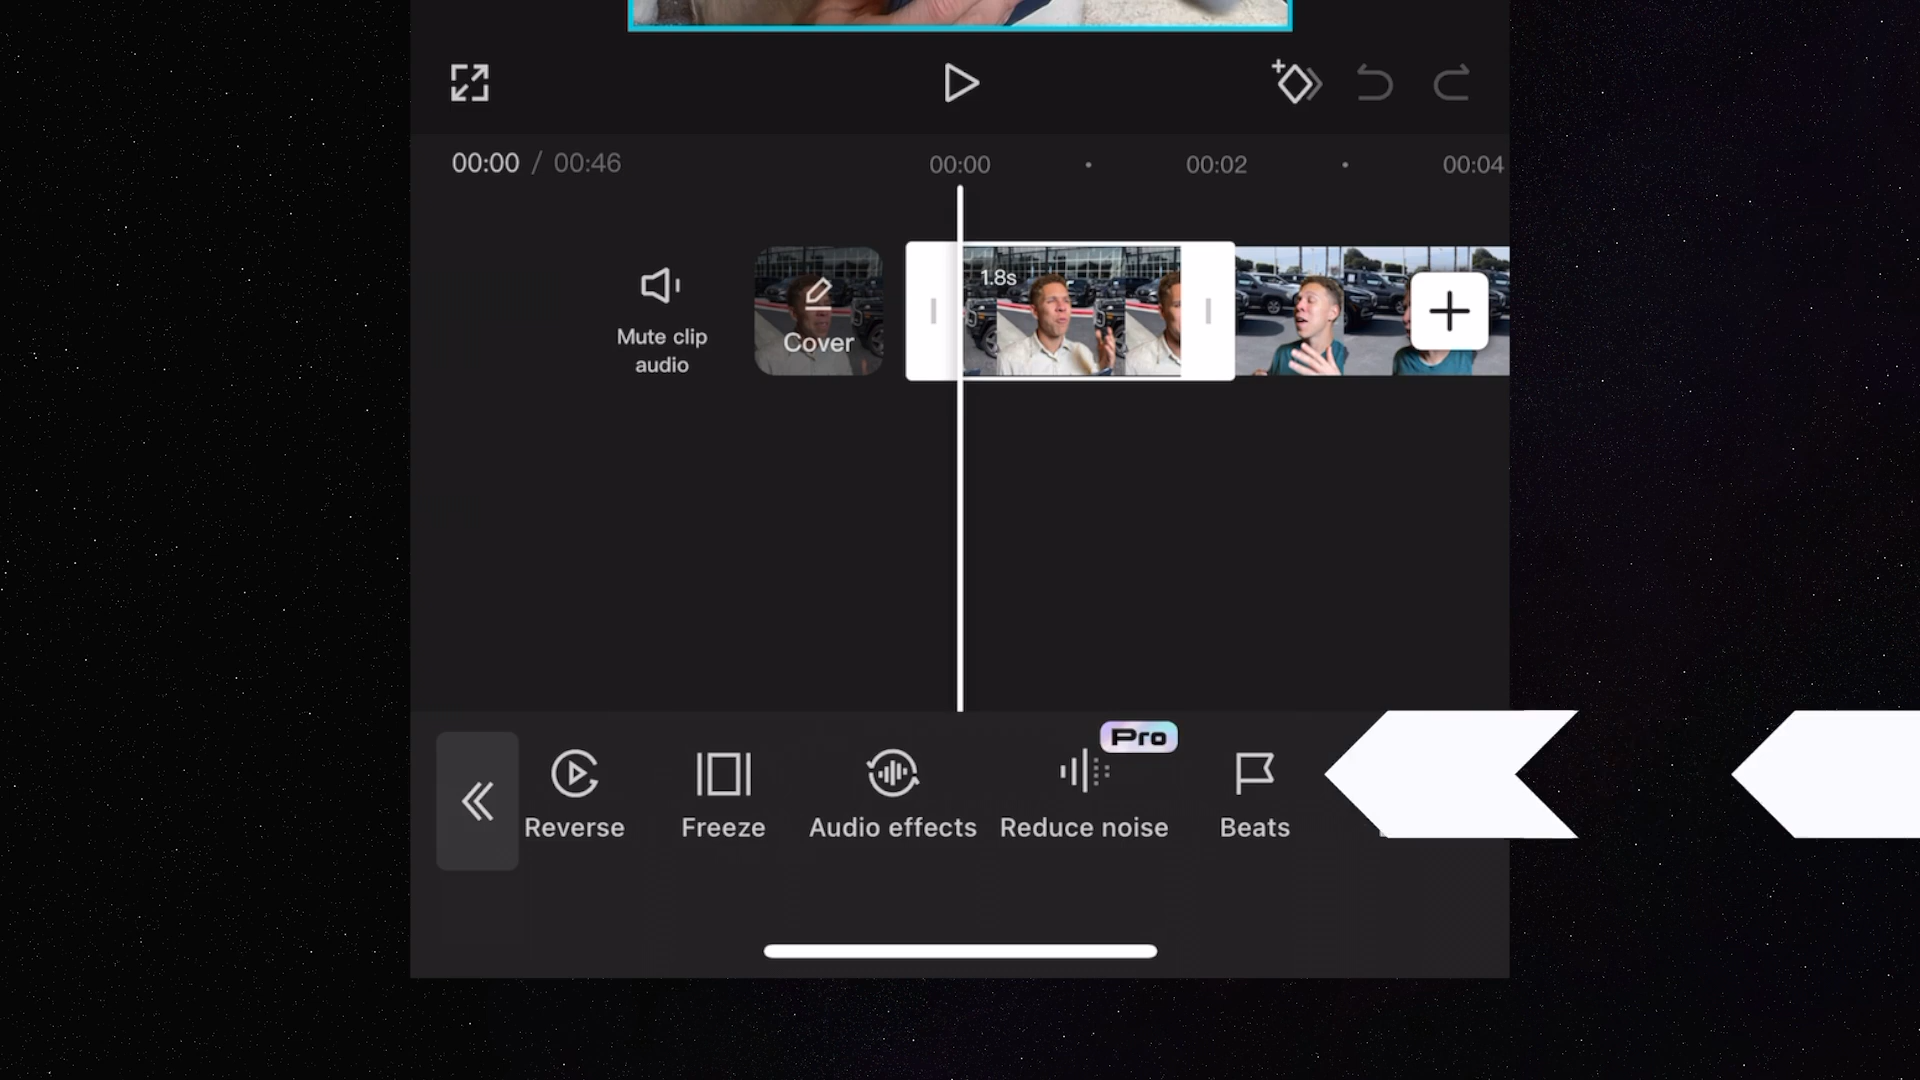 00:00 / 00:46
00:00
00:02
00:04
1.8s
Mute clip
audio
Cover
Pro
Reverse
Freeze
Audio effects
Reduce noise
Beats